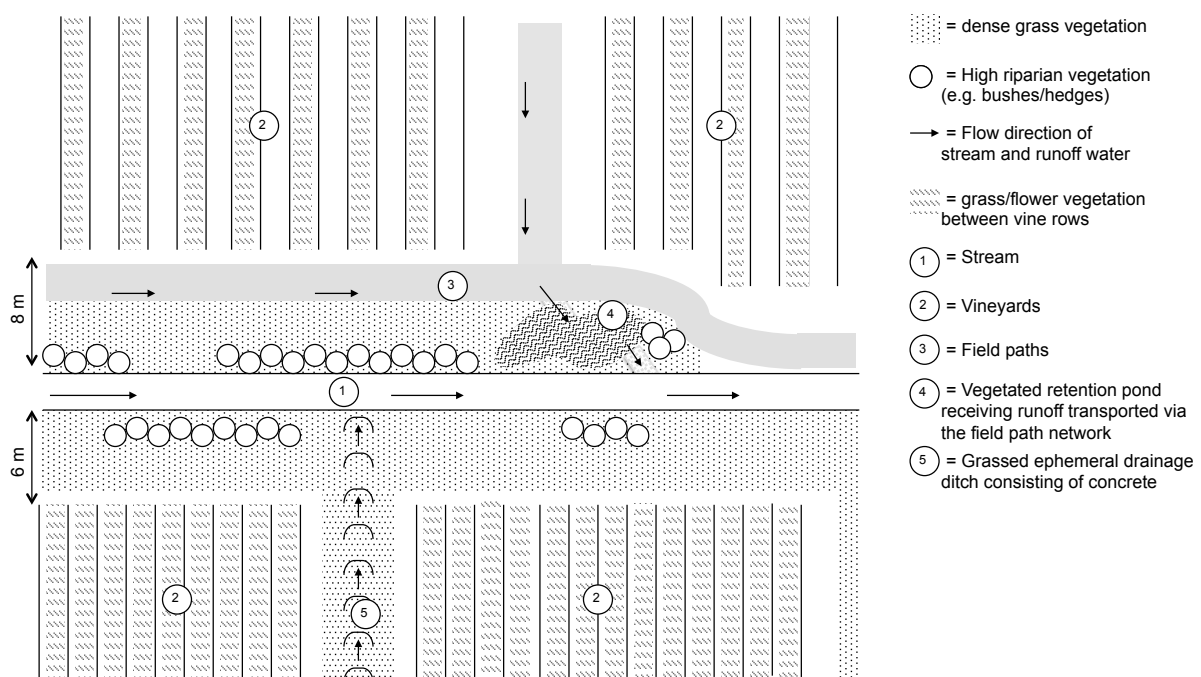 = dense grass vegetation
= High riparian vegetation
(e.g. bushes/hedges)
= Flow direction of
stream and runoff water
= grass/flower vegetation
between vine rows
1 = Stream
2 = Vineyards
3 = Field paths
4 = Vegetated retention pond
receiving runoff transported via
the field path network
5 = Grassed ephemeral drainage
ditch consisting of concrete
2
2
8 m
3
4
1
6 m
2
2
5